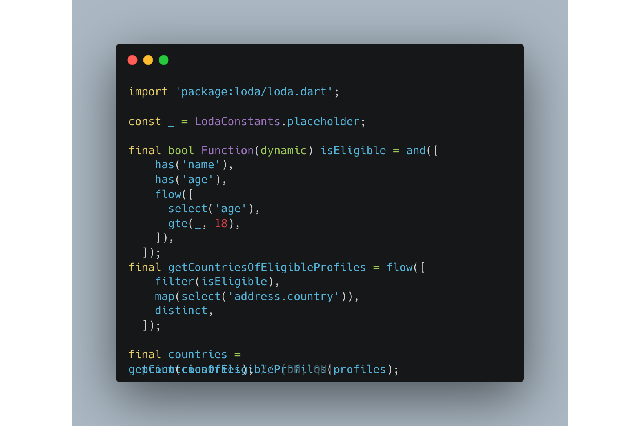 import 'package:loda/loda.dart';
const _ = LodaConstants.placeholder;
final bool Function(dynamic) isEligible = and([
has('name'),
has('age'),
flow([
select('age'),
gte(_, 18),
]),
]);
final getCountriesOfEligibleProfiles = flow([
filter(isEligible),
map(select('address.country')),
distinct,
]);
final countries =
getCountriesOfEligibleProfiles(profiles);